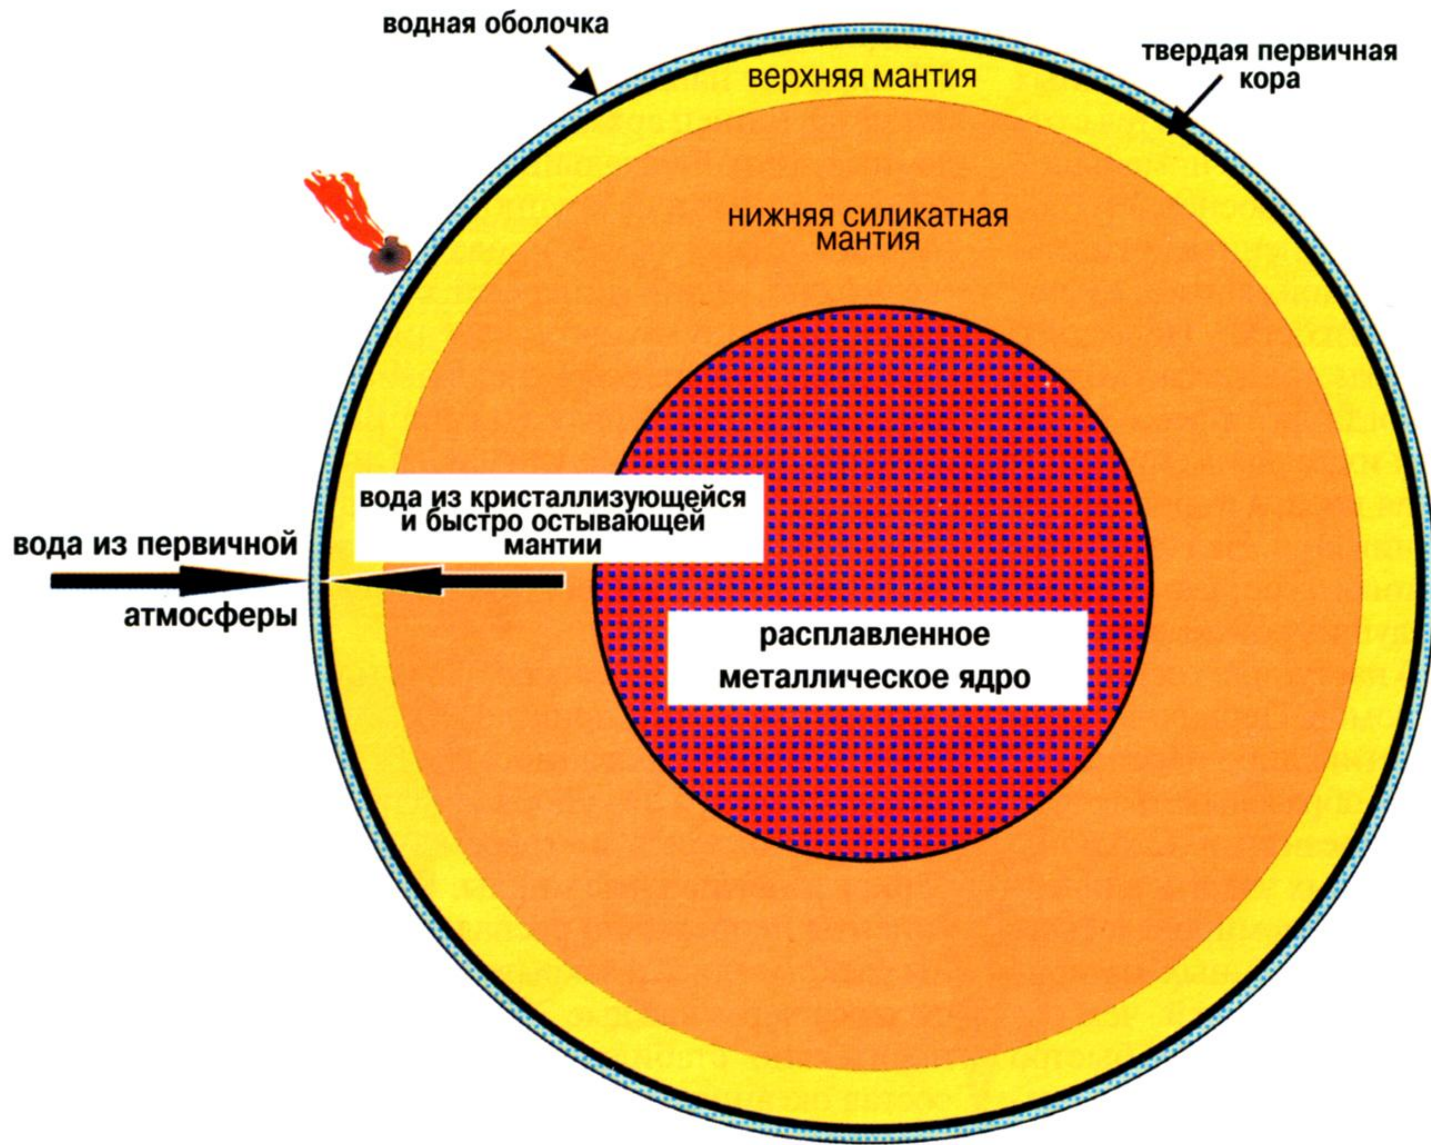 водная оболочка
твердая первичная
кора
верхняя мантия
нижняя силикатная
мантия
вода из кристаллизующейся
и быстро остывающей
мантии
вода из первичной
атмосферы
расплавленное
металлическое ядро